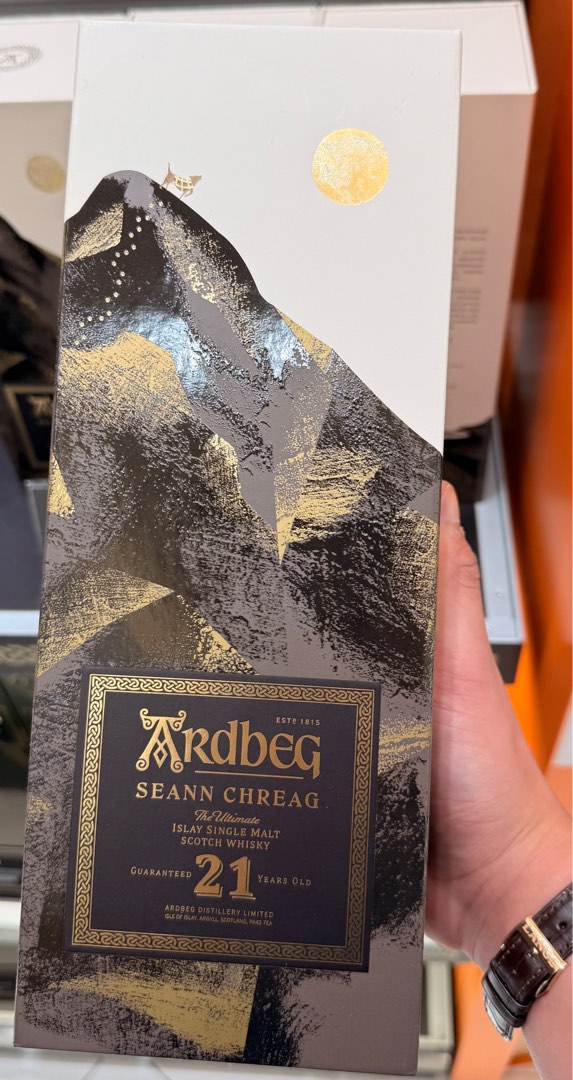 ESTD 1815
ARDBEG
SEANN CHREAG
The Ultimate
ISLAY SINGLE MALT
SCOTCH WHISKY
GUARANTEED 21 YEARS OLD
ARDBEG DISTILLERY LIMITED
ISLE OF ISLAY, ARGYLL, SCOTLAND, PA42 7EA